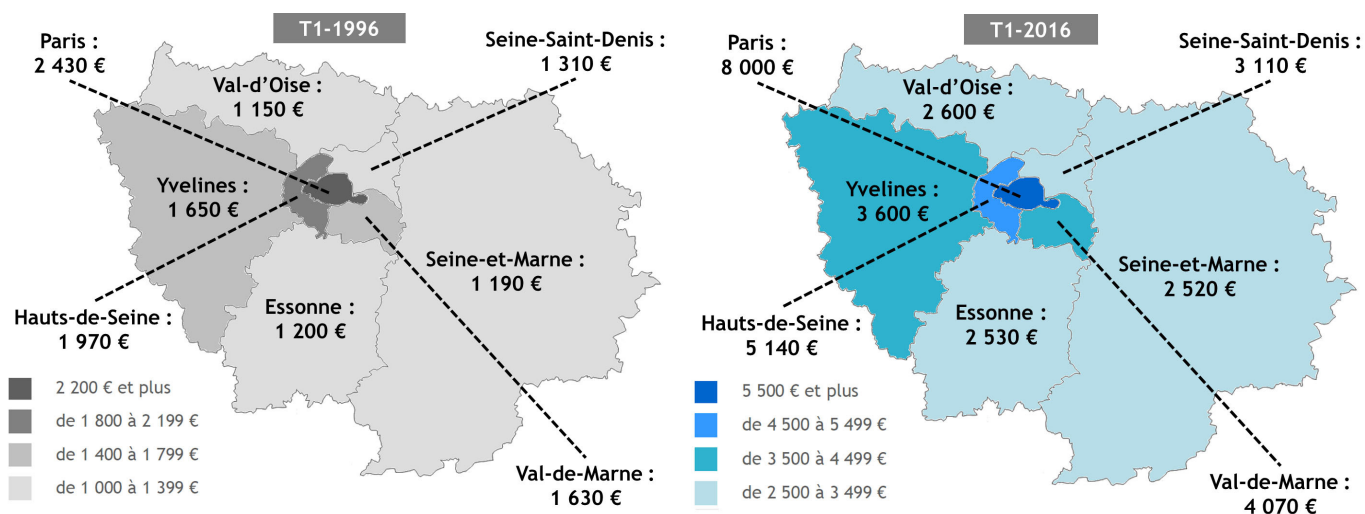 T1-1996
Paris :
2 430 €
Seine-Saint-Denis :
1 310 €
Val-d'Oise :
1 150 €
Yvelines :
1 650 €
Seine-et-Marne :
1 190 €
Essonne :
1 200 €
Hauts-de-Seine :
1 970 €
Val-de-Marne :
1 630 €
2 200 € et plus
de 1 800 à 2 199 €
de 1 400 à 1 799 €
de 1 000 à 1 399 €
T1-2016
Paris :
8 000 €
Seine-Saint-Denis :
3 110 €
Val-d'Oise :
2 600 €
Yvelines :
3 600 €
Seine-et-Marne :
2 520 €
Essonne :
2 530 €
Hauts-de-Seine :
5 140 €
Val-de-Marne :
4 070 €
5 500 € et plus
de 4 500 à 5 499 €
de 3 500 à 4 499 €
de 2 500 à 3 499 €